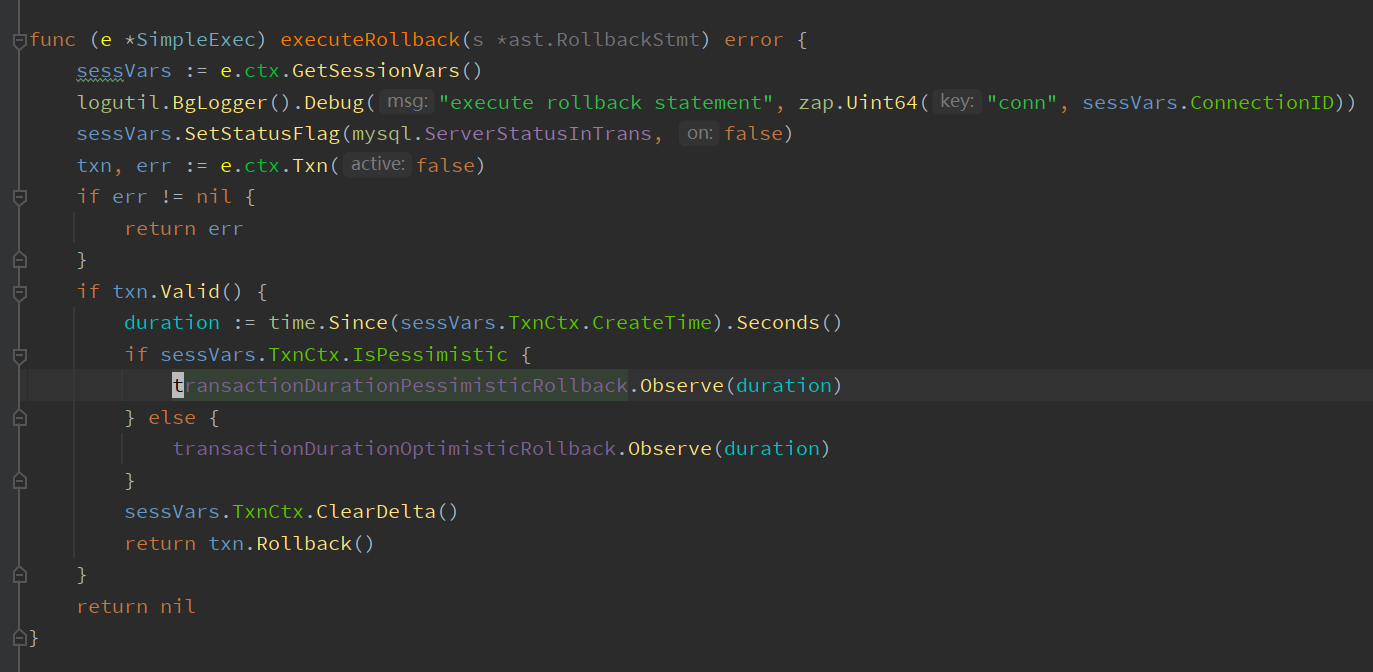 func (e *SimpleExec) executeRollback(s *ast.RollbackStmt) error {
sessVars := e.ctx.GetSessionVars()
logutil.BgLogger().Debug( msg: "execute rollback statement", zap.Uint64( key: "conn", sessVars.ConnectionID))
sessVars.SetStatusFlag(mysql.ServerStatusInTrans, on: false)
txn, err := e.ctx.Txn( active: false)
if err != nil {
return err
}
if txn.Valid() {
duration := time.Since(sessVars.TxnCtx.CreateTime).Seconds()
if sessVars.TxnCtx.IsPessimistic {
transactionDurationPessimisticRollback.Observe(duration)
} else {
transactionDurationOptimisticRollback.Observe(duration)
}
sessVars.TxnCtx.ClearDelta()
return txn.Rollback()
}
return nil
}